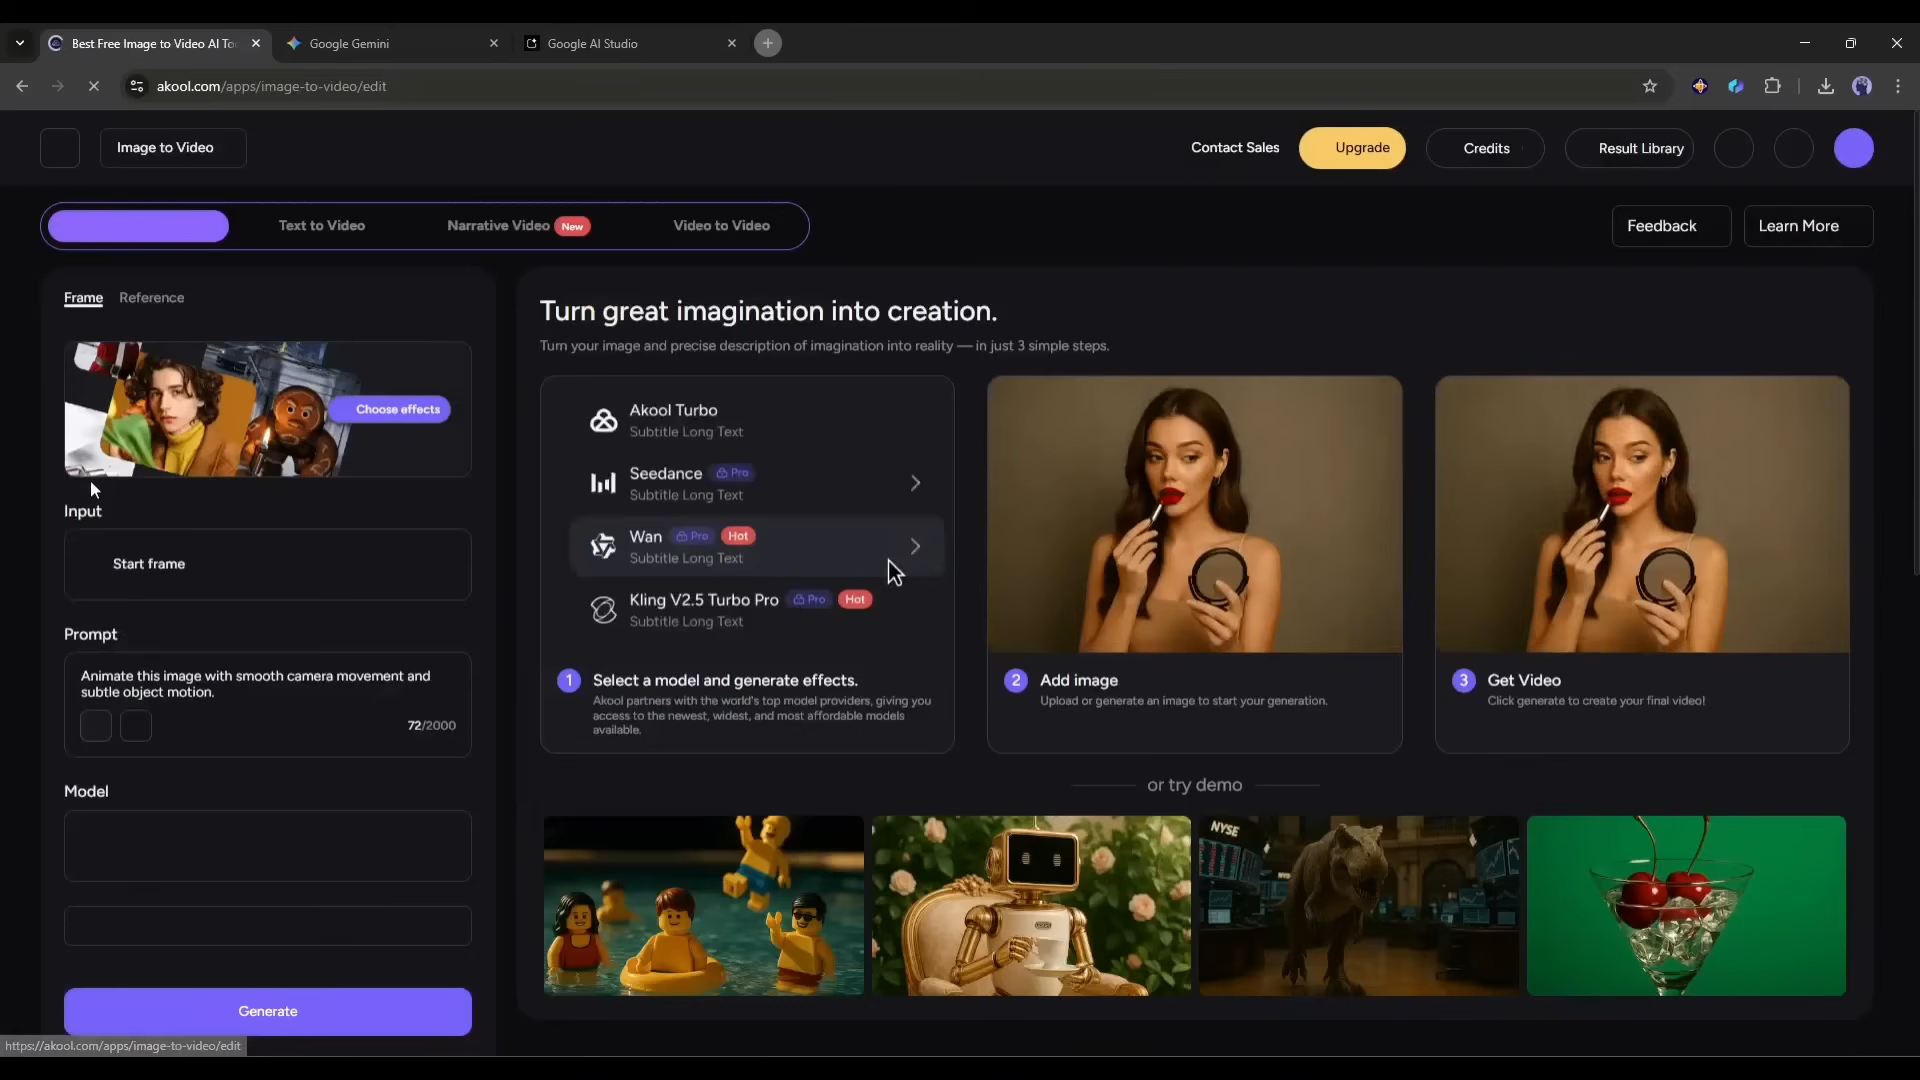 Best Free Image to Video AI To
Google Gemini
Google AI Studio
akool.com/apps/image-to-video/edit
Image to Video
Contact Sales
Upgrade
Credits
Result Library
Text to Video
Narrative Video New
Video to Video
Feedback
Learn More
Frame Reference
Choose effects
Input
Start frame
Prompt
Animate this image with smooth camera movement and
subtle object motion.
72/2000
Model
Generate
https://akool.com/apps/image-to-video/edit
Turn great imagination into creation.
Turn your image and precise description of imagination into reality — in just 3 simple steps.
Akool Turbo
Subtitle Long Text
Seedance Pro
Subtitle Long Text
Wan Pro Hot
Subtitle Long Text
Kling V2.5 Turbo Pro Pro Hot
Subtitle Long Text
1 Select a model and generate effects.
Akool partners with the world's top model providers, giving you
access to the newest, widest, and most affordable models
available.
2 Add image
Upload or generate an image to start your generation.
3 Get Video
Click generate to create your final video!
or try demo
NYSE